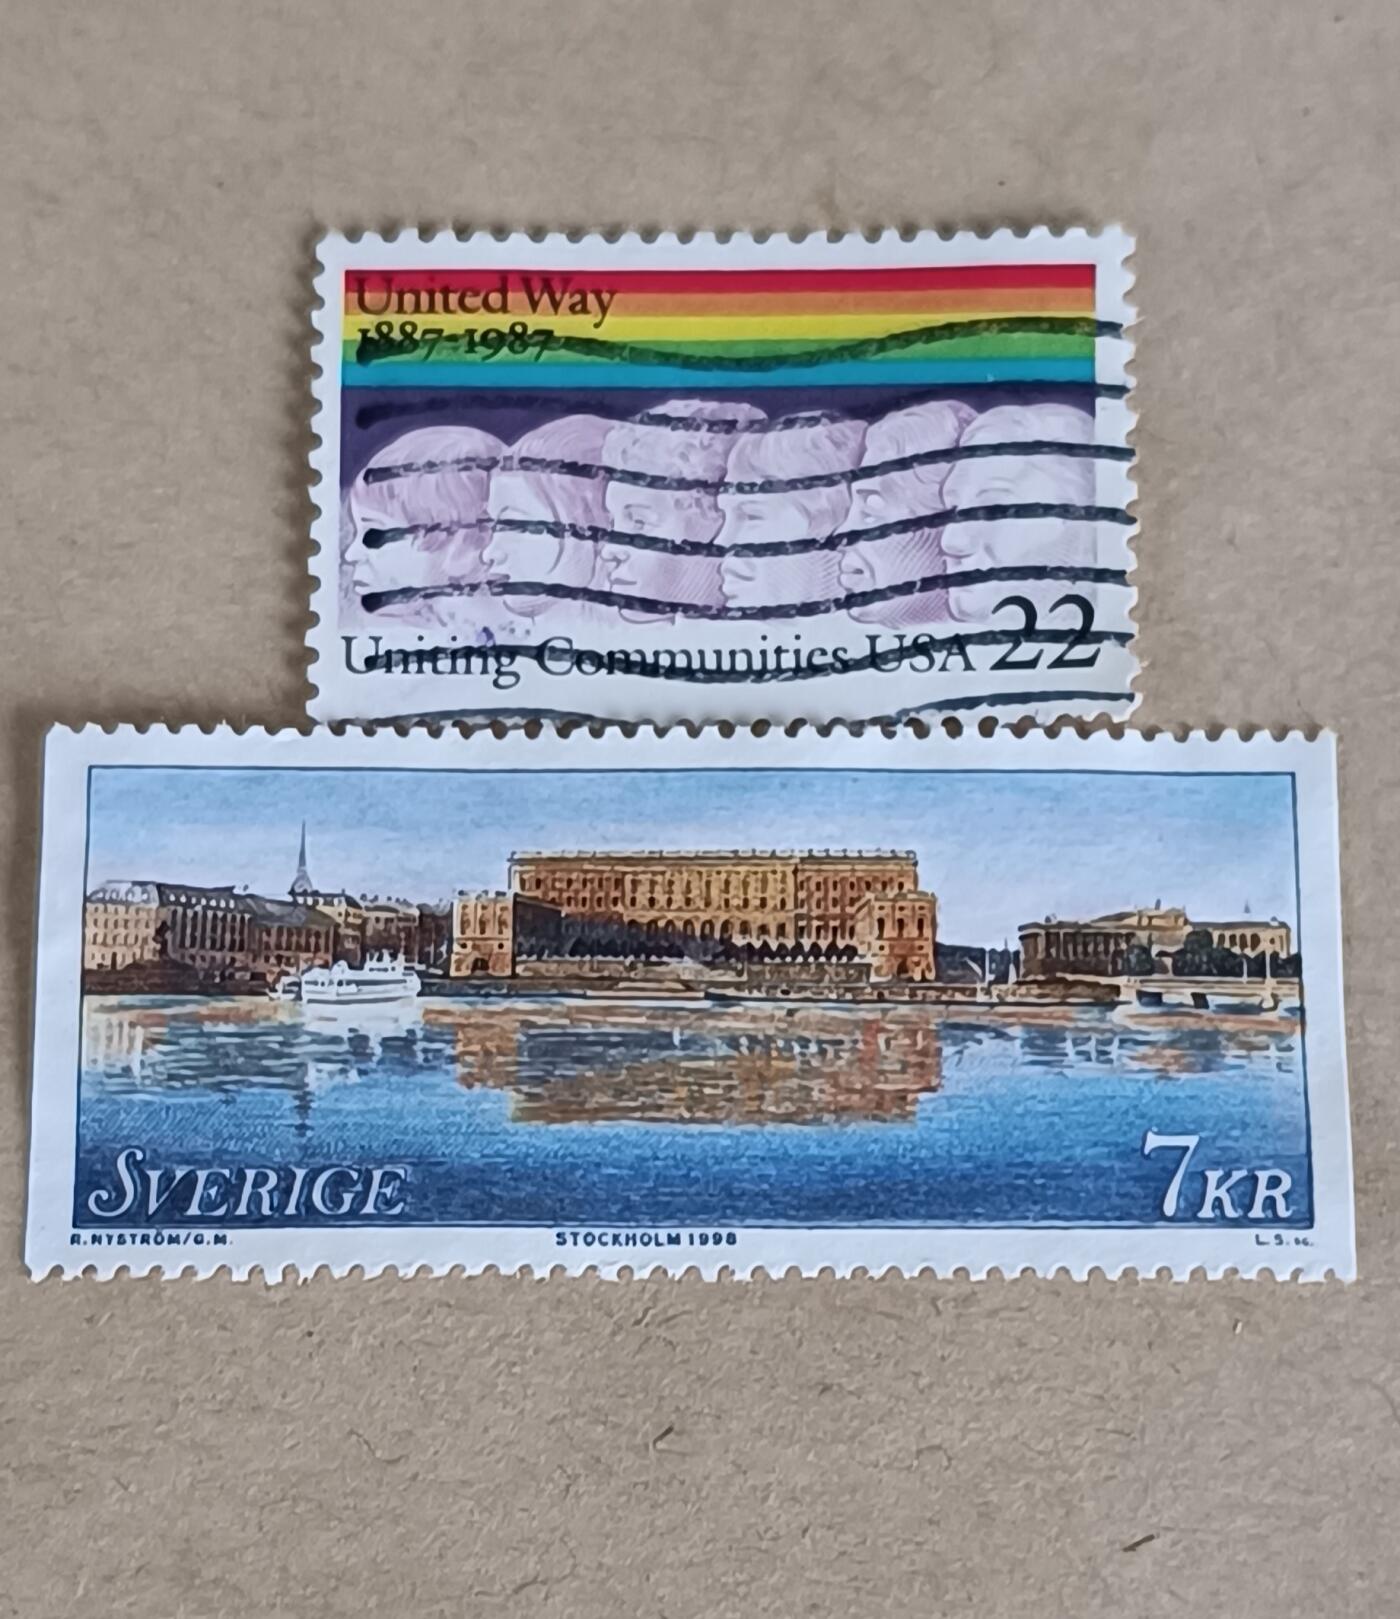 United Way
1887-1987
Uniting Communities USA 22
SVERIGE
7KR
R.NYSTRÖM/G.M.
STOCKHOLM 1998
L.S. sc.